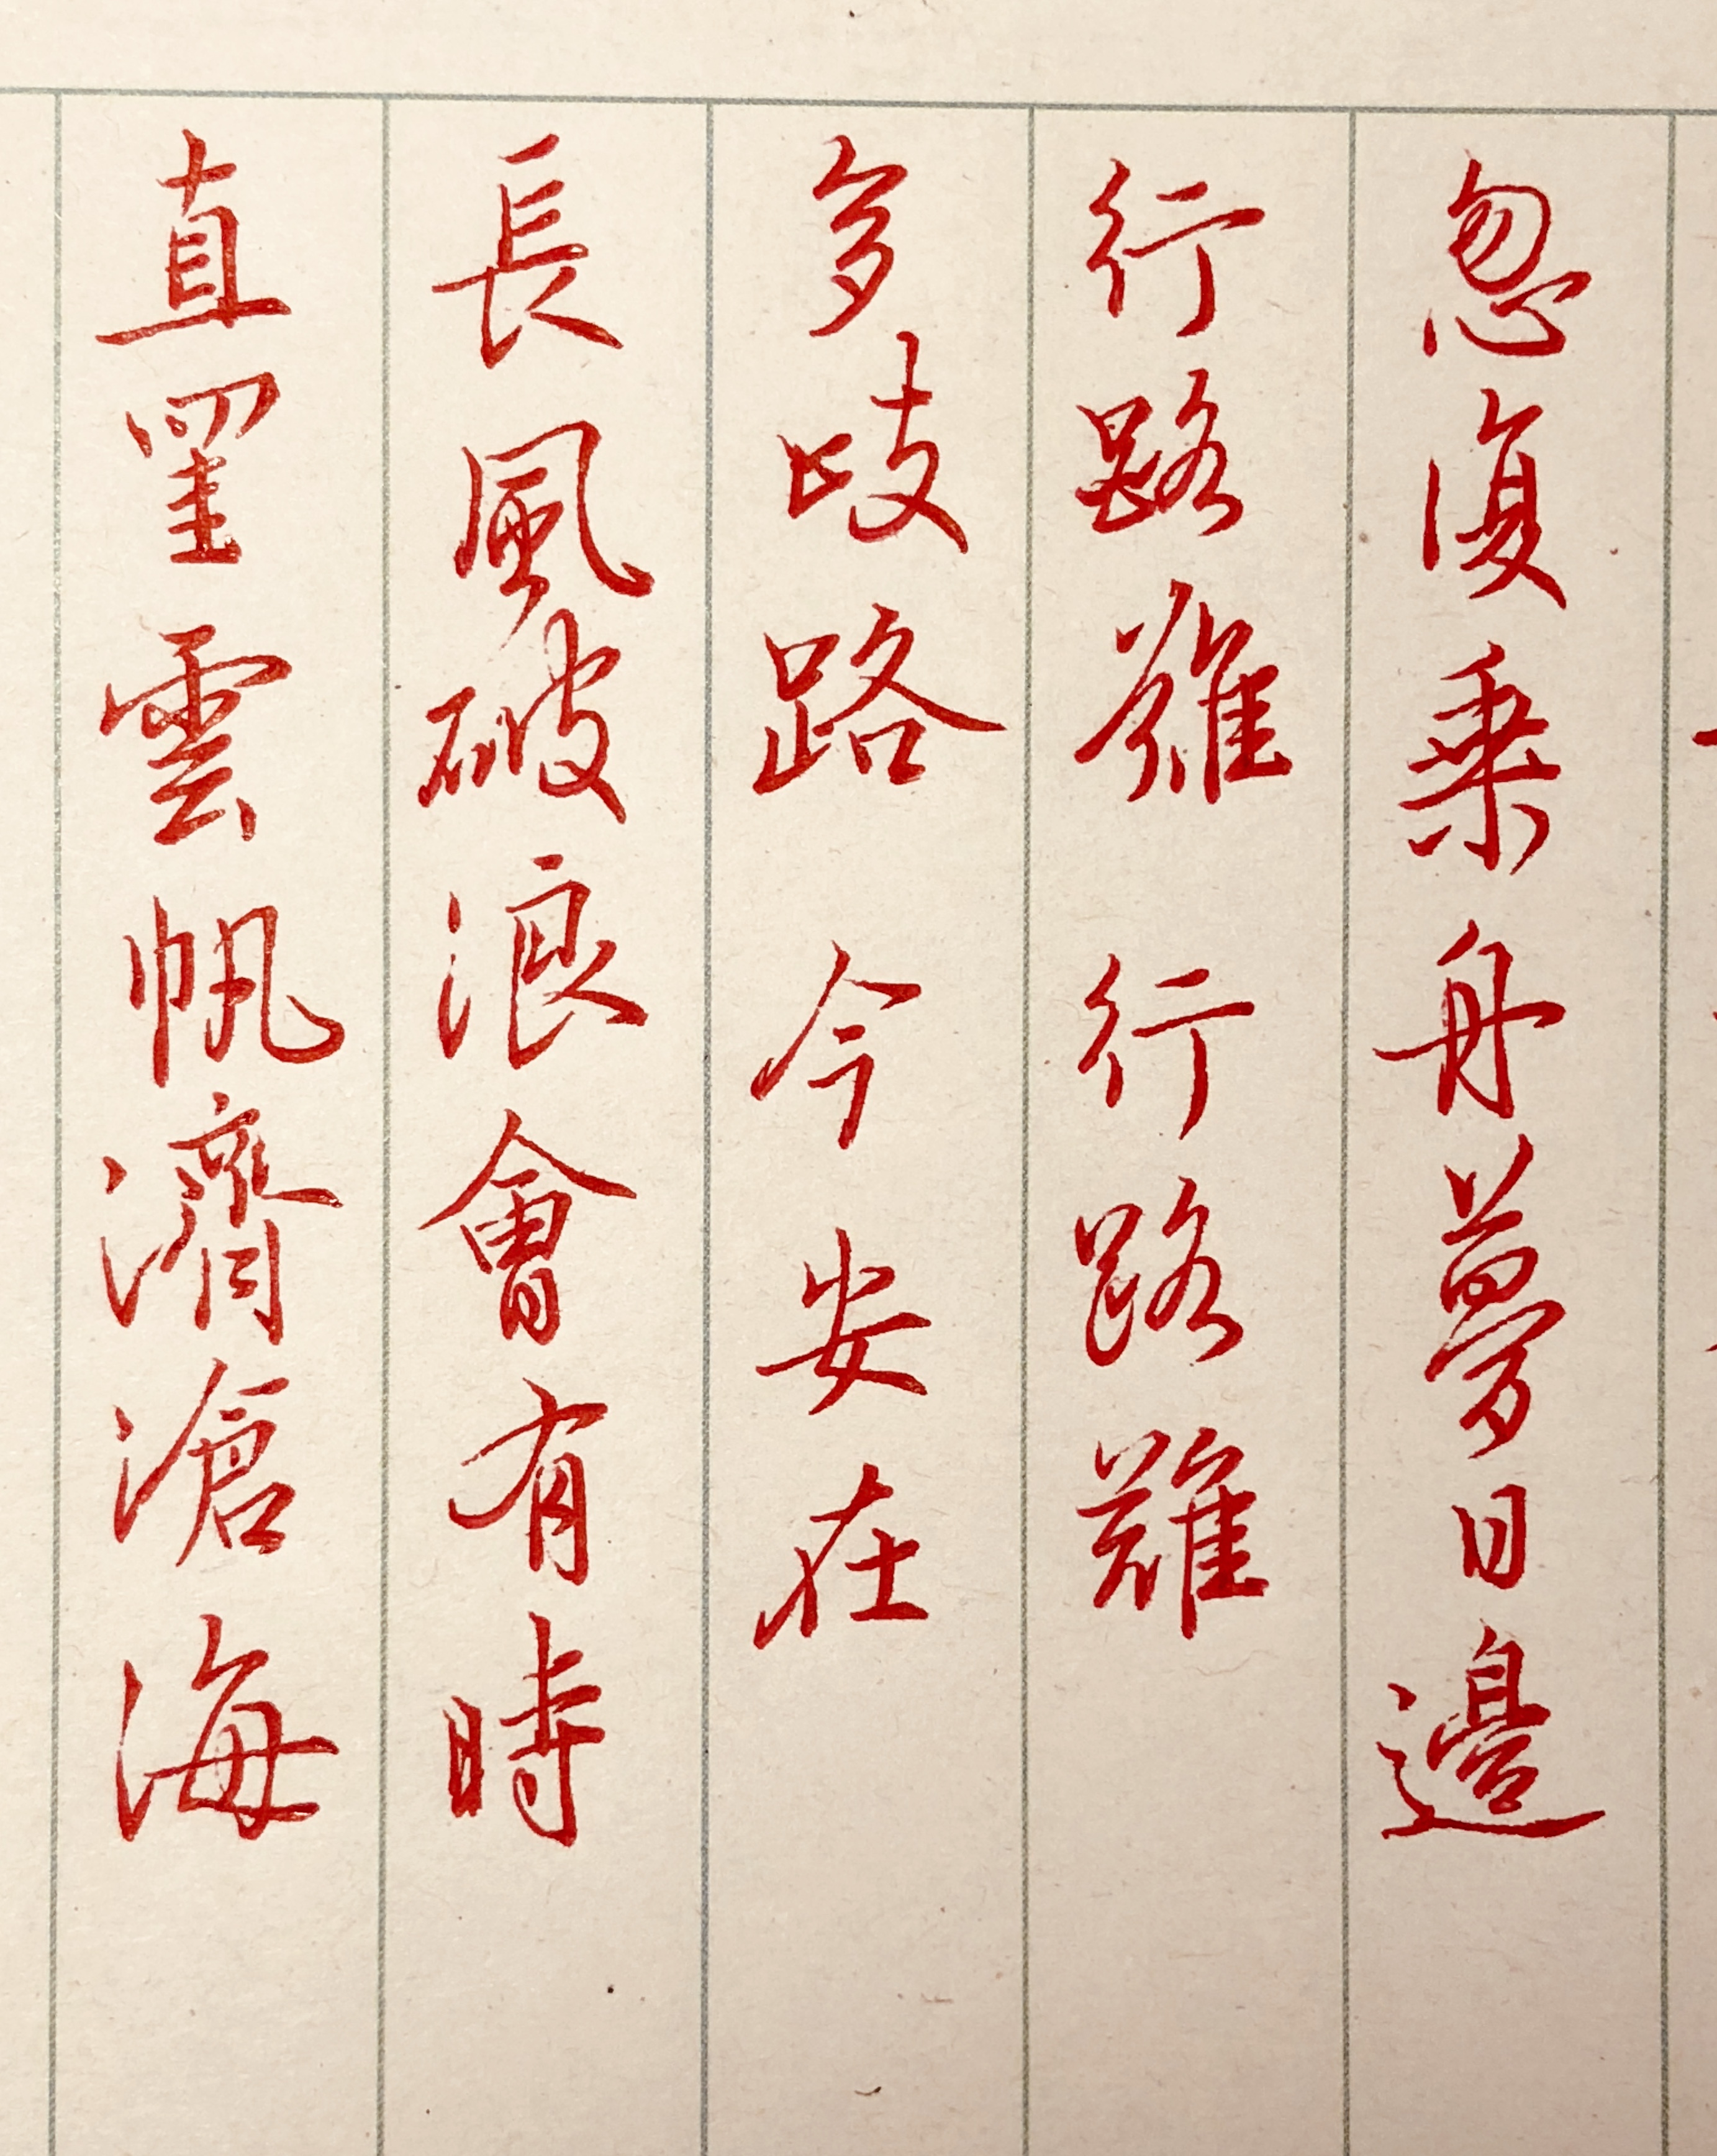 忽復乘舟夢日邊
行路難行路難
多歧路今安在
長風破浪會有時
直罣雲帆濟滄海